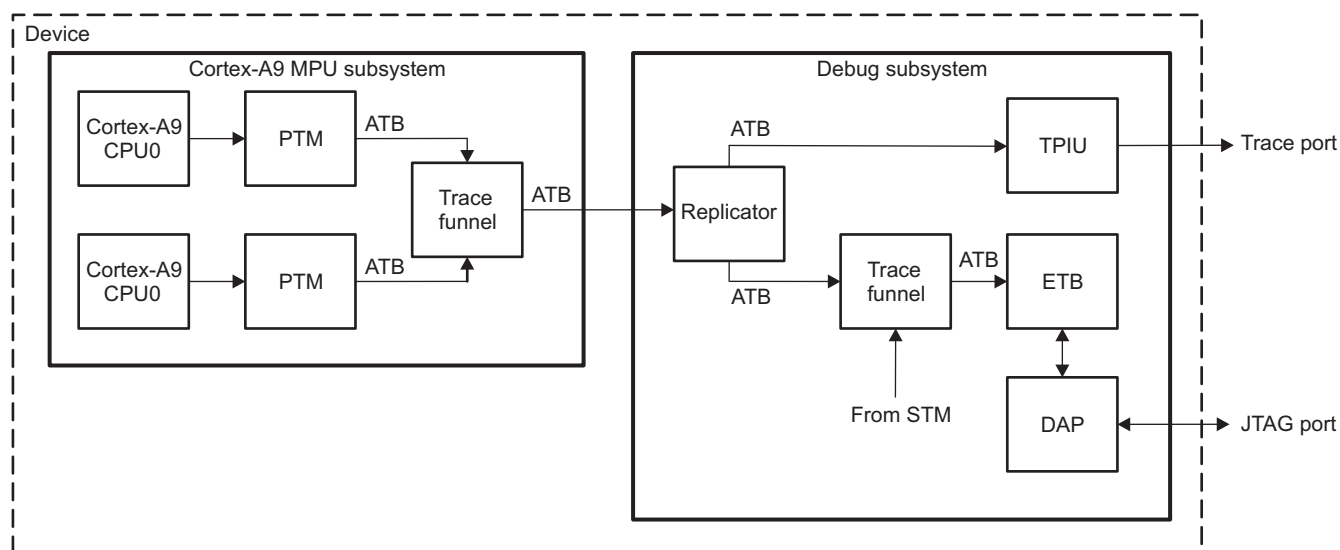 Device
Cortex-A9 MPU subsystem
Cortex-A9
CPU0
PTM
ATB
Trace
funnel
ATB
Cortex-A9
CPU0
PTM
ATB
Debug subsystem
Replicator
ATB
TPIU
Trace port
ATB
Trace
funnel
ATB
ETB
From STM
DAP
JTAG port